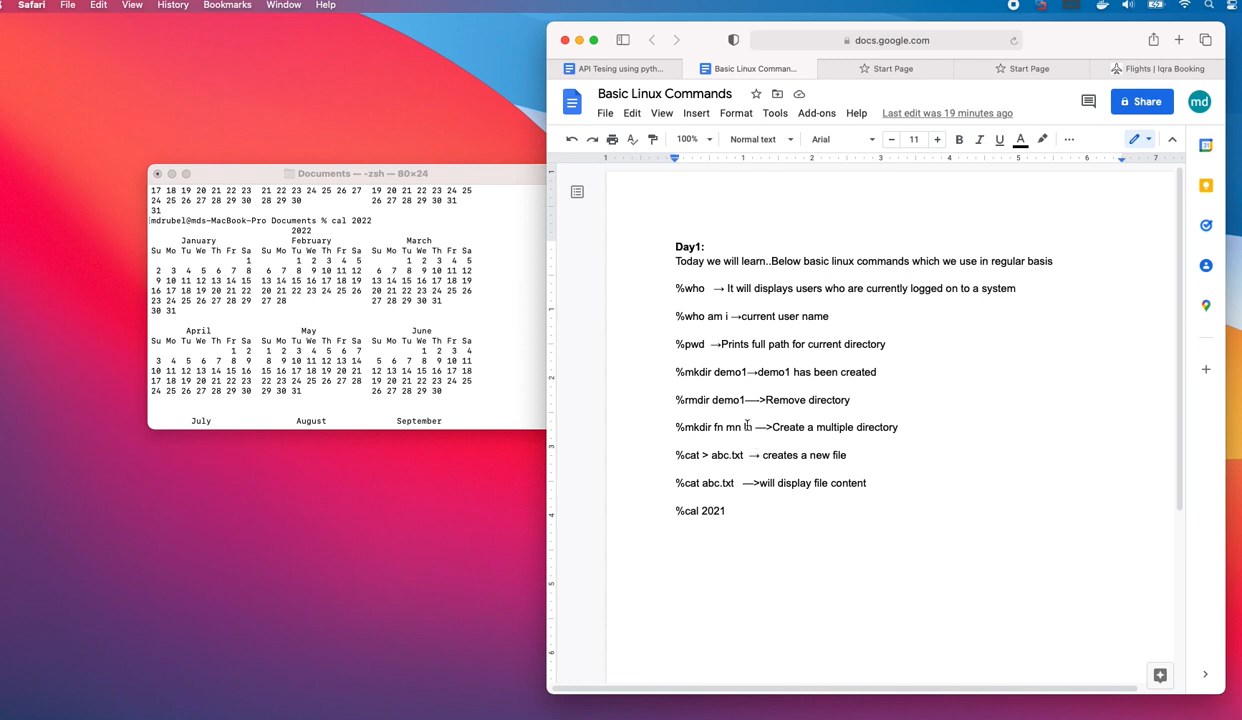 Safari File Edit View History Bookmarks Window Help
docs.google.com
API Tesing using pyth... Basic Linux Comman... Start Page Start Page Flights | Iqra Booking
Basic Linux Commands
File Edit View Insert Format Tools Add-ons Help Last edit was 19 minutes ago
Share
md
100% Normal text Arial 11 B I U A
1 1 2 3 4 5 6 7
Documents — -zsh — 80×24
17 18 19 20 21 22 23 21 22 23 24 25 26 27 19 20 21 22 23 24 25
24 25 26 27 28 29 30 28 29 30 26 27 28 29 30 31
31
mdrubel@mds-MacBook-Pro Documents % cal 2022
2022
January February March
Su Mo Tu We Th Fr Sa Su Mo Tu We Th Fr Sa Su Mo Tu We Th Fr Sa
1 1 2 3 4 5 1 2 3 4 5
2 3 4 5 6 7 8 6 7 8 9 10 11 12 6 7 8 9 10 11 12
9 10 11 12 13 14 15 13 14 15 16 17 18 19 13 14 15 16 17 18 19
16 17 18 19 20 21 22 20 21 22 23 24 25 26 20 21 22 23 24 25 26
23 24 25 26 27 28 29 27 28 27 28 29 30 31
30 31
April May June
Su Mo Tu We Th Fr Sa Su Mo Tu We Th Fr Sa Su Mo Tu We Th Fr Sa
1 2 1 2 3 4 5 6 7 1 2 3 4
3 4 5 6 7 8 9 8 9 10 11 12 13 14 5 6 7 8 9 10 11
10 11 12 13 14 15 16 15 16 17 18 19 20 21 12 13 14 15 16 17 18
17 18 19 20 21 22 23 22 23 24 25 26 27 28 19 20 21 22 23 24 25
24 25 26 27 28 29 30 29 30 31 26 27 28 29 30
July August September
Day1:
Today we will learn..Below basic linux commands which we use in regular basis
%who → It will displays users who are currently logged on to a system
%who am i →current user name
%pwd →Prints full path for current directory
%mkdir demo1→demo1 has been created
%rmdir demo1—>Remove directory
%mkdir fn mn ln —>Create a multiple directory
%cat > abc.txt → creates a new file
%cat abc.txt —>will display file content
%cal 2021